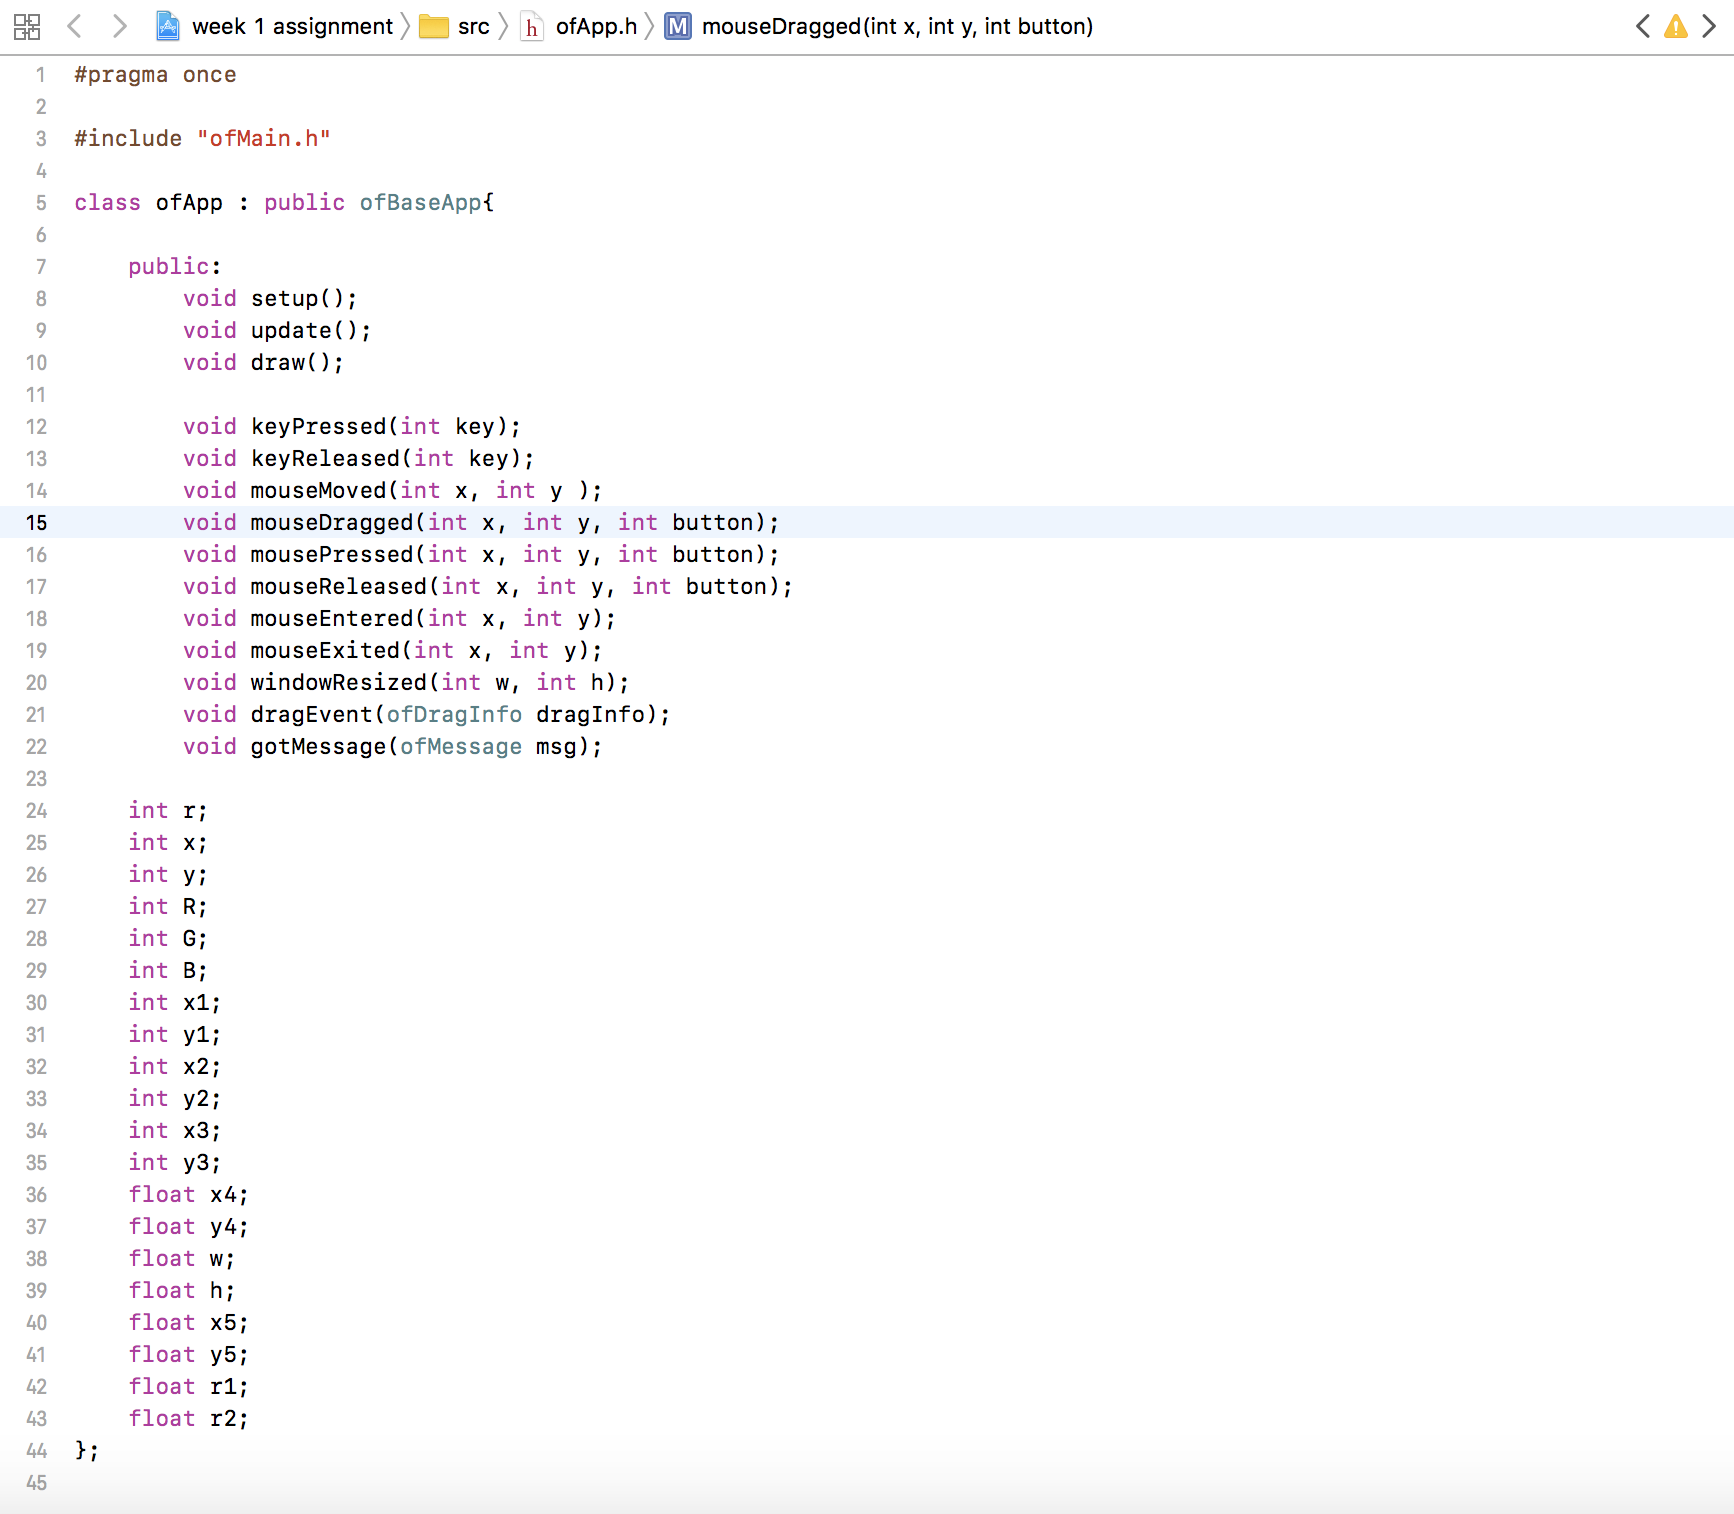 week 1 assignment src h ofApp.h M mouseDragged(int x, int y, int button)
1 #pragma once
2
3 #include "ofMain.h"
4
5 class ofApp : public ofBaseApp{
6
7 public:
8 void setup();
9 void update();
10 void draw();
11
12 void keyPressed(int key);
13 void keyReleased(int key);
14 void mouseMoved(int x, int y );
15 void mouseDragged(int x, int y, int button);
16 void mousePressed(int x, int y, int button);
17 void mouseReleased(int x, int y, int button);
18 void mouseEntered(int x, int y);
19 void mouseExited(int x, int y);
20 void windowResized(int w, int h);
21 void dragEvent(ofDragInfo dragInfo);
22 void gotMessage(ofMessage msg);
23
24 int r;
25 int x;
26 int y;
27 int R;
28 int G;
29 int B;
30 int x1;
31 int y1;
32 int x2;
33 int y2;
34 int x3;
35 int y3;
36 float x4;
37 float y4;
38 float w;
39 float h;
40 float x5;
41 float y5;
42 float r1;
43 float r2;
44 };
45